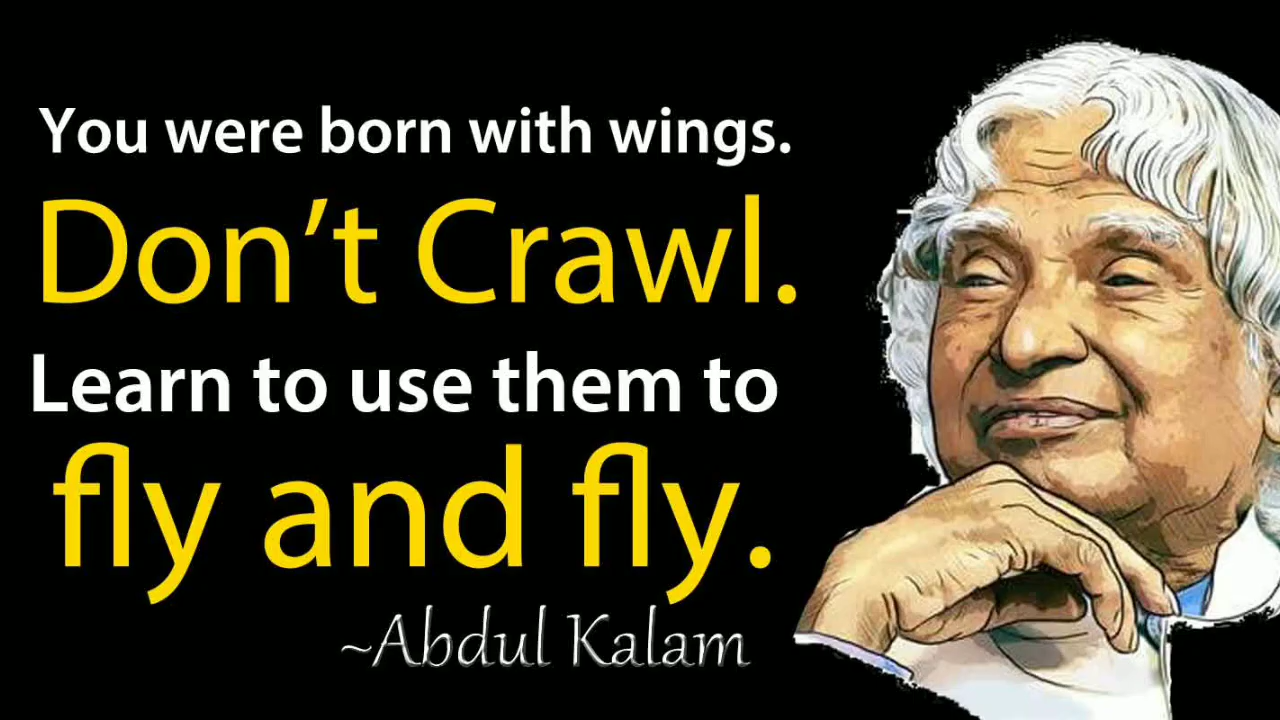 You were born with wings.
Don’t Crawl.
Learn to use them to
fly and fly.
~Abdul Kalam